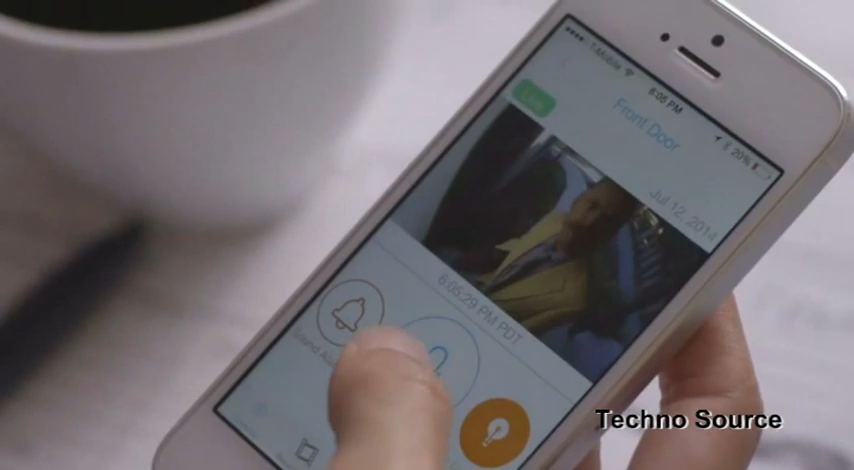 T-Mobile
6:05 PM
20%
Live
Front Door
Jul 12, 2014
6:05:29 PM PDT
Sound Al
Techno Source